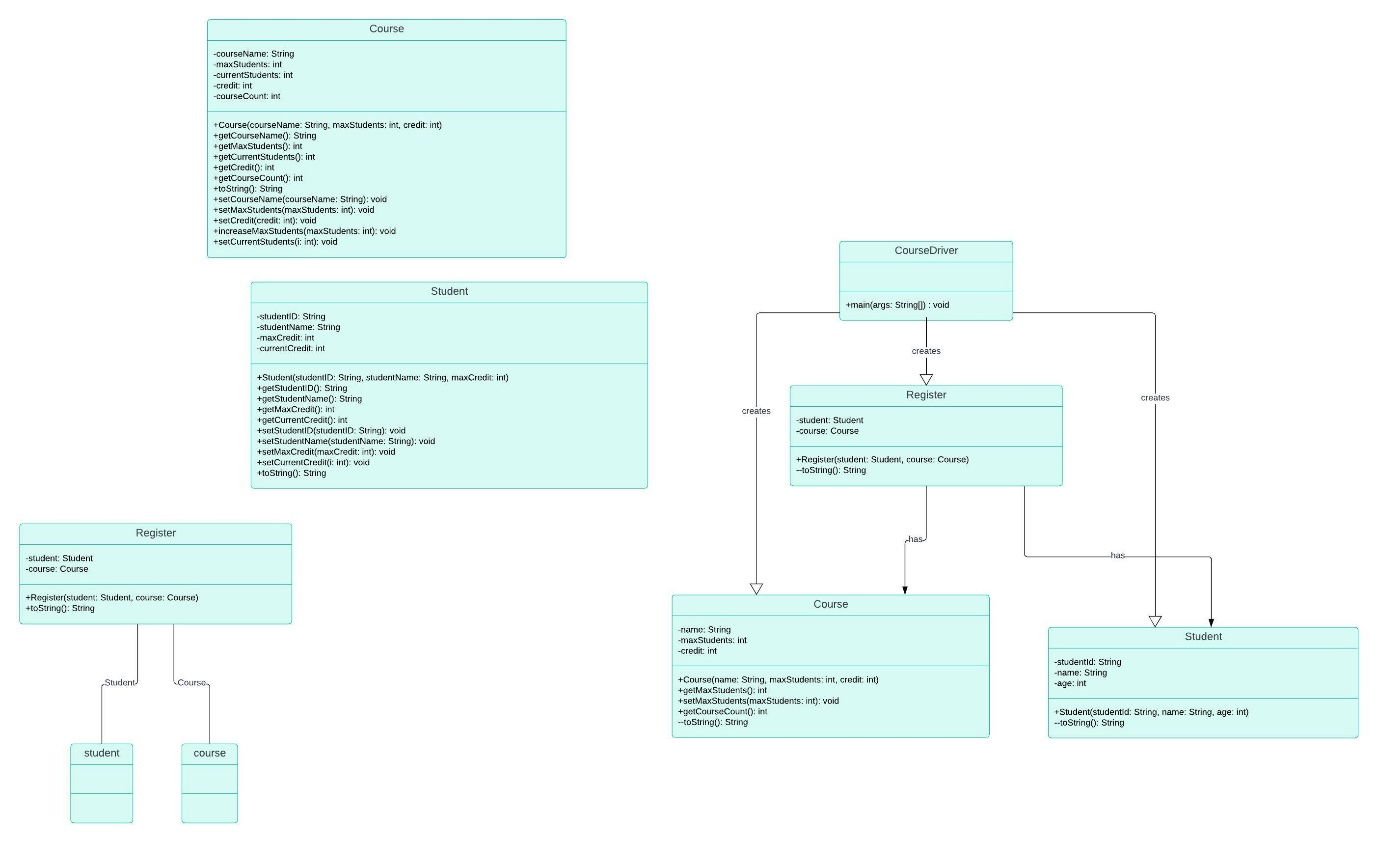 Course
-courseName: String
-maxStudents: int
-currentStudents: int
-credit: int
-courseCount: int
+Course(courseName: String, maxStudents: int, credit: int)
+getCourseName(): String
+getMaxStudents(): int
+getCurrentStudents(): int
+getCredit(): int
+getCourseCount(): int
+toString(): String
+setCourseName(courseName: String): void
+setMaxStudents(maxStudents: int): void
+setCredit(credit: int): void
+increaseMaxStudents(maxStudents: int): void
+setCurrentStudents(i: int): void
Student
-studentID: String
-studentName: String
-maxCredit: int
-currentCredit: int
+Student(studentID: String, studentName: String, maxCredit: int)
+getStudentID(): String
+getStudentName(): String
+getMaxCredit(): int
+getCurrentCredit(): int
+setStudentID(studentID: String): void
+setStudentName(studentName: String): void
+setMaxCredit(maxCredit: int): void
+setCurrentCredit(i: int): void
+toString(): String
Register
-student: Student
-course: Course
+Register(student: Student, course: Course)
+toString(): String
Student
Course
student
course
CourseDriver
+main(args: String[]) : void
creates
creates
creates
Register
-student: Student
-course: Course
+Register(student: Student, course: Course)
--toString(): String
has
has
Course
-name: String
-maxStudents: int
-credit: int
+Course(name: String, maxStudents: int, credit: int)
+getMaxStudents(): int
+setMaxStudents(maxStudents: int): void
+getCourseCount(): int
--toString(): String
Student
-studentId: String
-name: String
-age: int
+Student(studentId: String, name: String, age: int)
--toString(): String